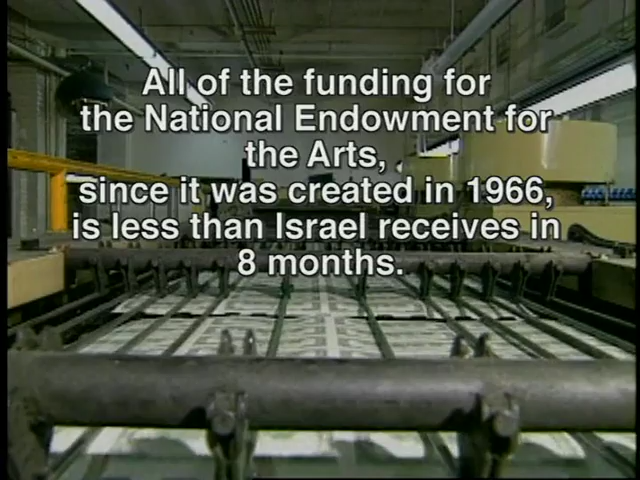 All of the funding for
the National Endowment for
the Arts,
since it was created in 1966,
is less than Israel receives in
8 months.